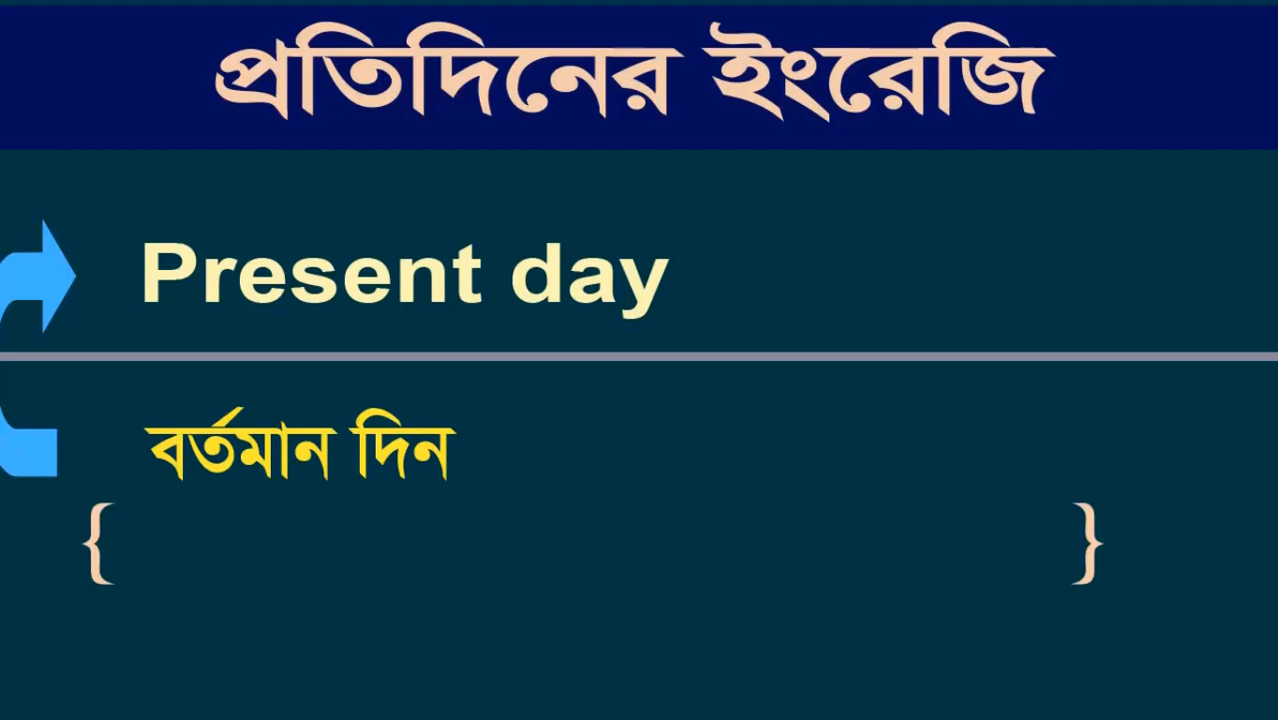 প্রতিদিনের ইংরেজি
Present day
বর্তমান দিন
{ }